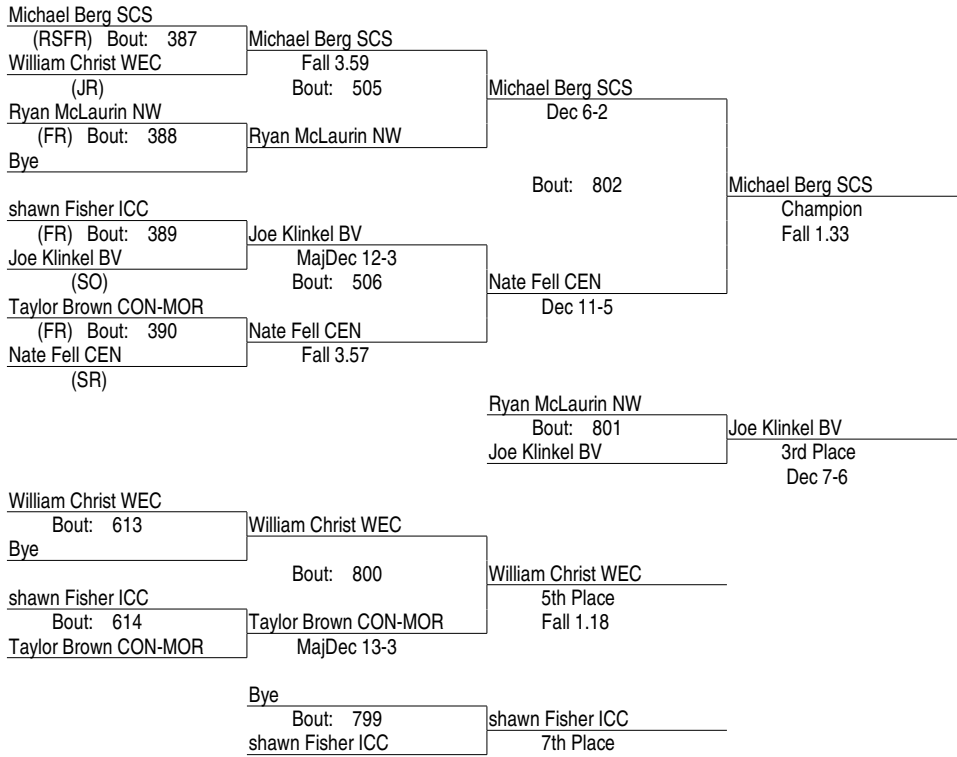 Michael Berg SCS
(RSFR) Bout: 387
William Christ WEC
(JR)
Ryan McLaurin NW
(FR) Bout: 388
Bye
shawn Fisher ICC
(FR) Bout: 389
Joe Klinkel BV
(SO)
Taylor Brown CON-MOR
(FR) Bout: 390
Nate Fell CEN
(SR)
Michael Berg SCS
Fall 3.59
Bout: 505
Ryan McLaurin NW
Joe Klinkel BV
MajDec 12-3
Bout: 506
Nate Fell CEN
Fall 3.57
Michael Berg SCS
Dec 6-2
Bout: 802
Nate Fell CEN
Dec 11-5
Michael Berg SCS
Champion
Fall 1.33
Ryan McLaurin NW
Bout: 801
Joe Klinkel BV
Joe Klinkel BV
3rd Place
Dec 7-6
William Christ WEC
Bout: 613
Bye
shawn Fisher ICC
Bout: 614
Taylor Brown CON-MOR
William Christ WEC
Bout: 800
Taylor Brown CON-MOR
MajDec 13-3
William Christ WEC
5th Place
Fall 1.18
Bye
Bout: 799
shawn Fisher ICC
shawn Fisher ICC
7th Place